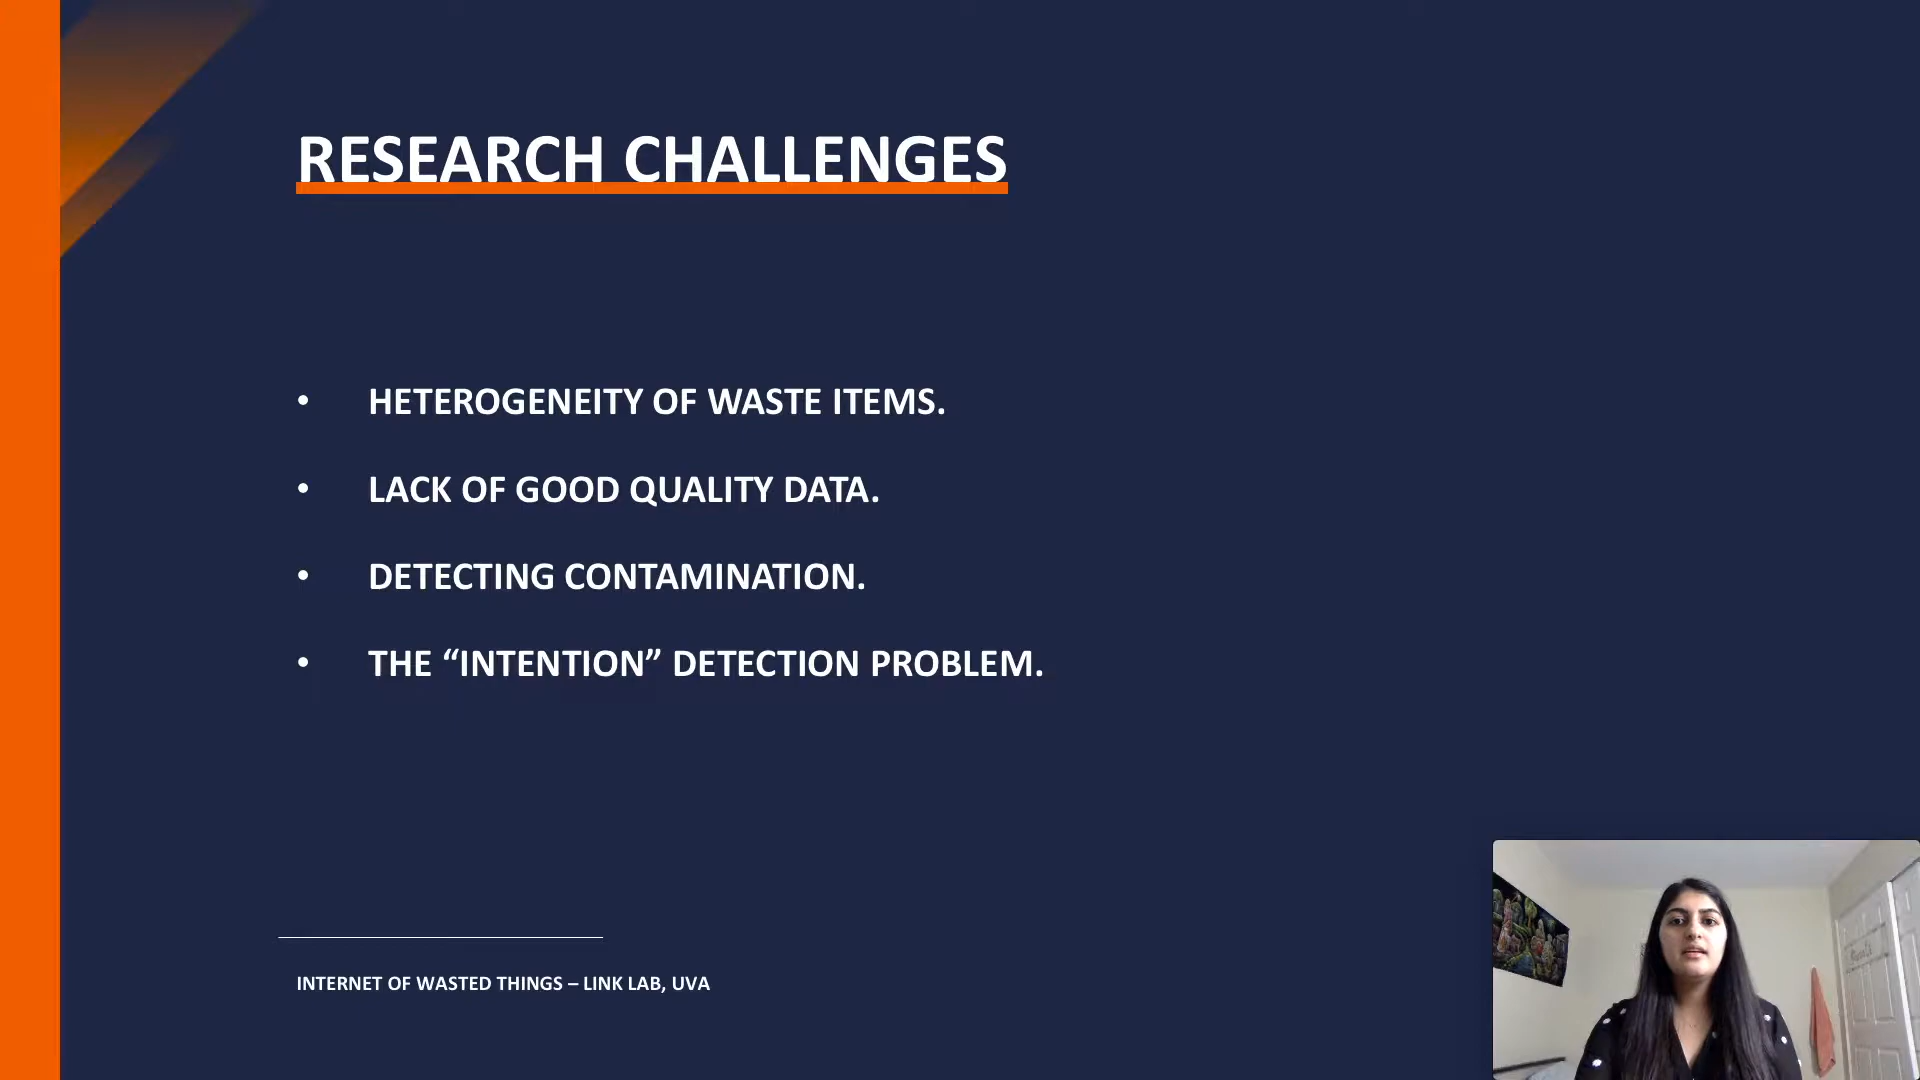 RESEARCH CHALLENGES
• HETEROGENEITY OF WASTE ITEMS.
• LACK OF GOOD QUALITY DATA.
• DETECTING CONTAMINATION.
• THE “INTENTION” DETECTION PROBLEM.
INTERNET OF WASTED THINGS – LINK LAB, UVA